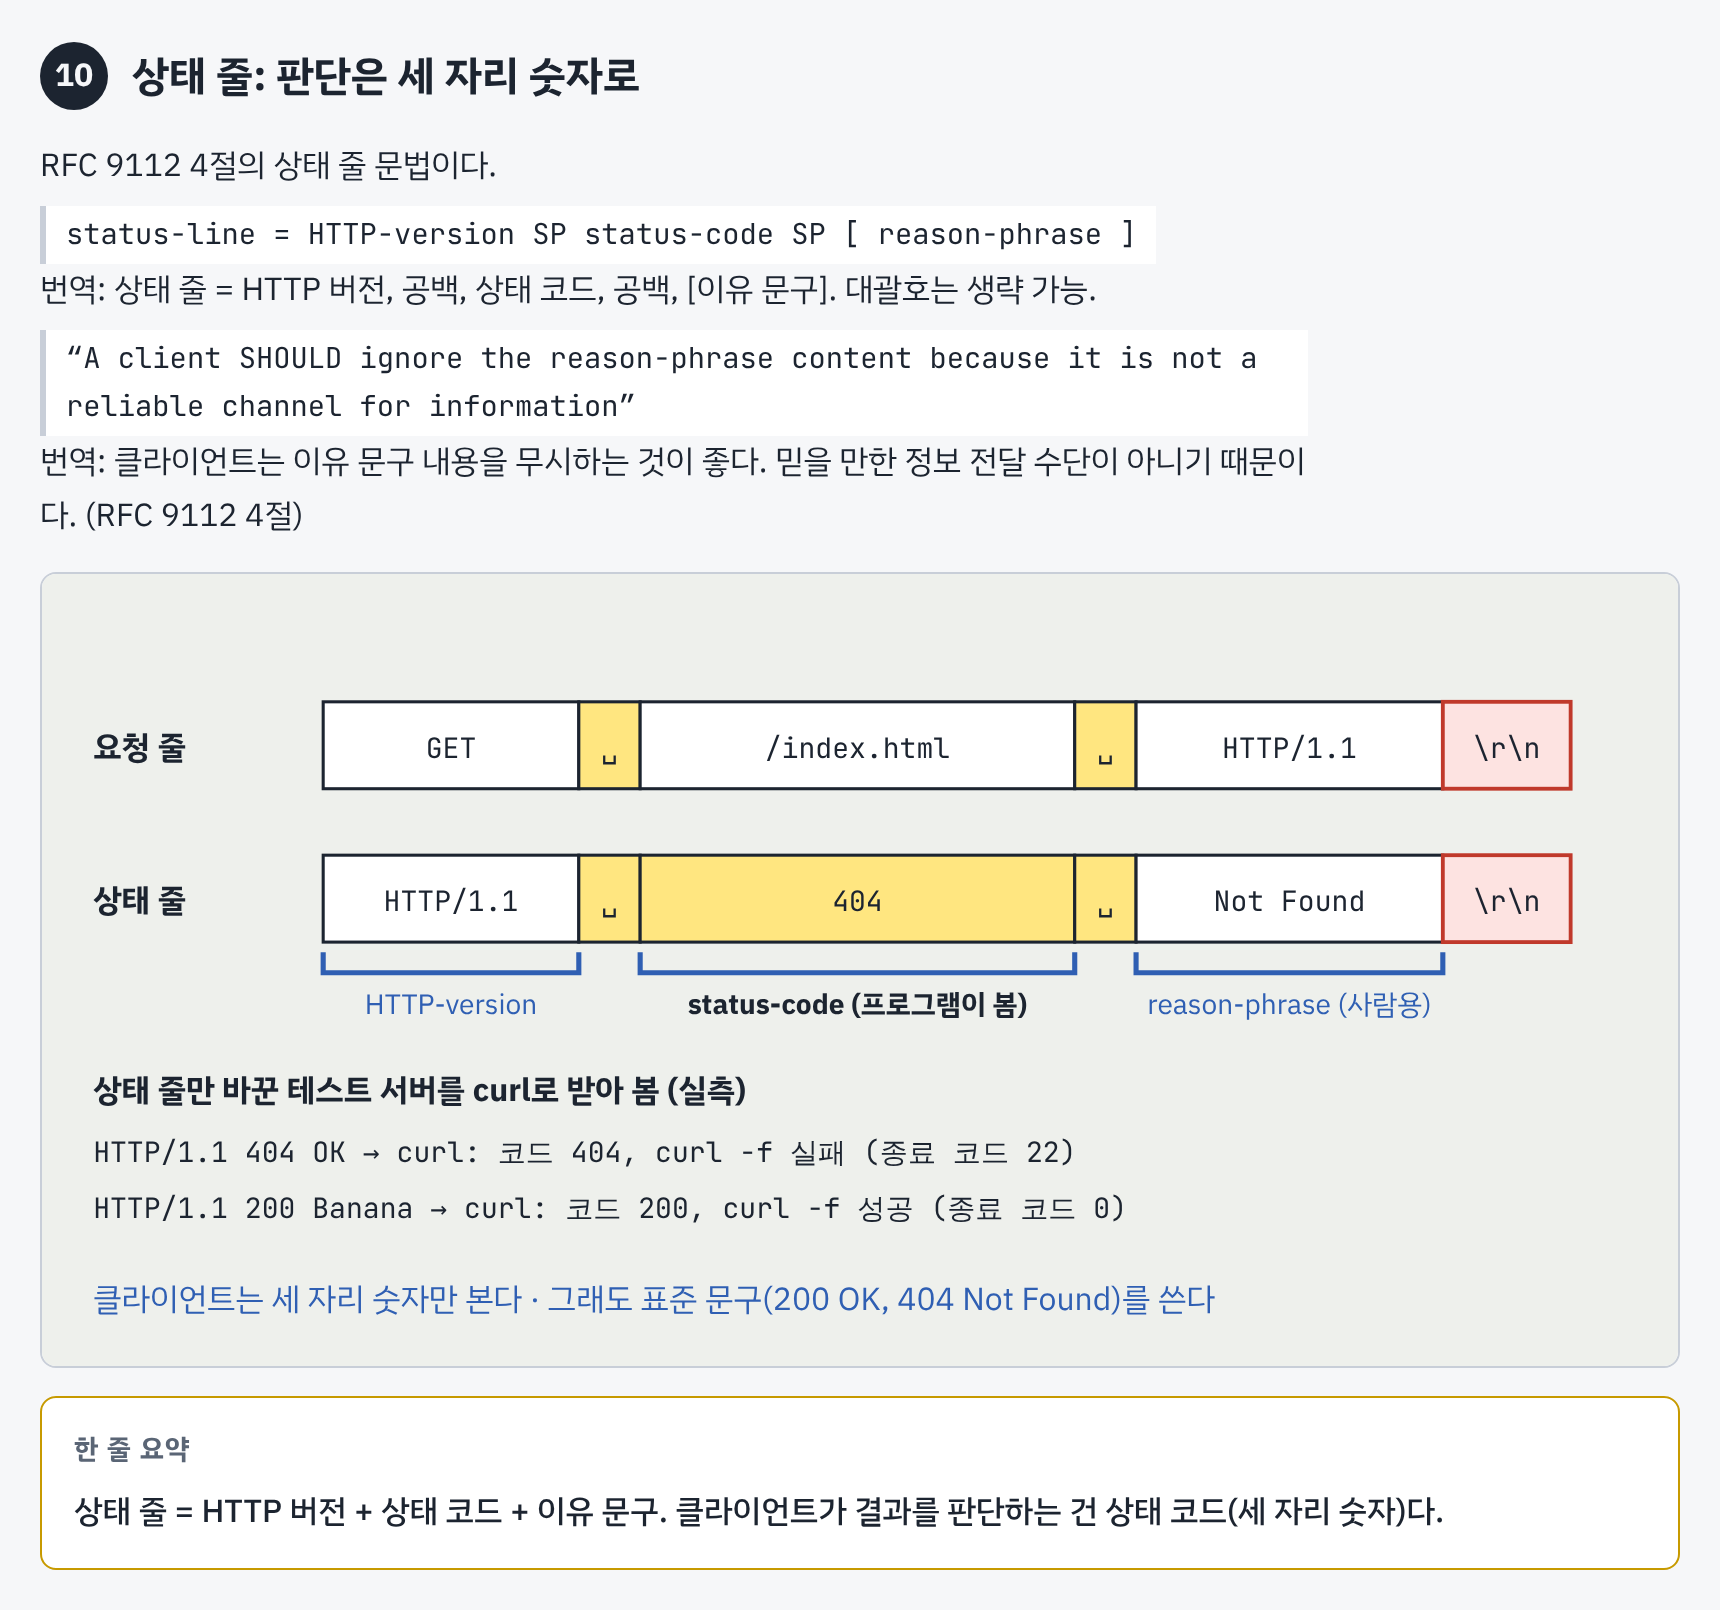 10 상태 줄: 판단은 세 자리 숫자로
RFC 9112 4절의 상태 줄 문법이다.
status-line = HTTP-version SP status-code SP [ reason-phrase ]
번역: 상태 줄 = HTTP 버전, 공백, 상태 코드, 공백, [이유 문구]. 대괄호는 생략 가능.
“A client SHOULD ignore the reason-phrase content because it is not a
reliable channel for information”
번역: 클라이언트는 이유 문구 내용을 무시하는 것이 좋다. 믿을 만한 정보 전달 수단이 아니기 때문이
다. (RFC 9112 4절)
요청 줄 GET ␣ /index.html ␣ HTTP/1.1 \r\n
상태 줄 HTTP/1.1 ␣ 404 ␣ Not Found \r\n
HTTP-version status-code (프로그램이 봄) reason-phrase (사람용)
상태 줄만 바꾼 테스트 서버를 curl로 받아 봄 (실측)
HTTP/1.1 404 OK → curl: 코드 404, curl -f 실패 (종료 코드 22)
HTTP/1.1 200 Banana → curl: 코드 200, curl -f 성공 (종료 코드 0)
클라이언트는 세 자리 숫자만 본다 · 그래도 표준 문구(200 OK, 404 Not Found)를 쓴다
한 줄 요약
상태 줄 = HTTP 버전 + 상태 코드 + 이유 문구. 클라이언트가 결과를 판단하는 건 상태 코드(세 자리 숫자)다.